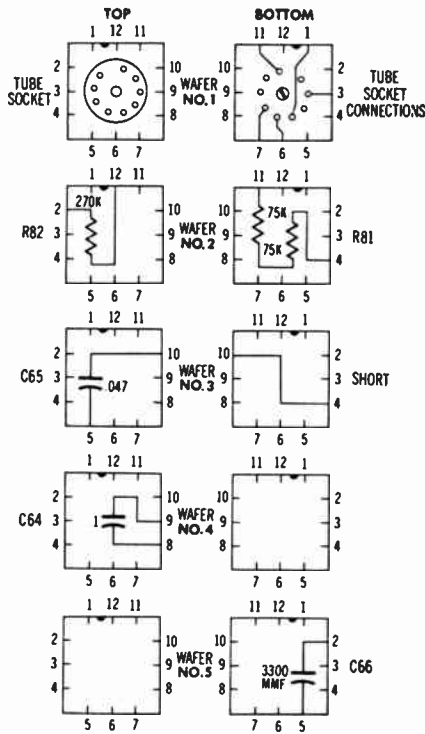 TOP BOTTOM
1 12 11 11 12 1
TUBE SOCKET 2 3 4 10 9 8 WAFER NO.1 10 9 8 2 3 4 TUBE SOCKET CONNECTIONS
5 6 7 7 6 5
1 12 11 11 12 1
270K 75K 75K
R82 2 3 4 10 9 8 WAFER NO.2 10 9 8 2 3 4 R81
5 6 7 7 6 5
1 12 11 11 12 1
C65 2 3 4 .047 10 9 8 WAFER NO.3 10 9 8 2 3 4 SHORT
5 6 7 7 6 5
1 12 11 11 12 1
C64 2 3 4 1 10 9 8 WAFER NO.4 10 9 8 2 3 4
5 6 7 7 6 5
1 12 11 11 12 1
2 3 4 10 9 8 WAFER NO.5 10 9 8 3300 MMF 2 3 4 C66
5 6 7 7 6 5